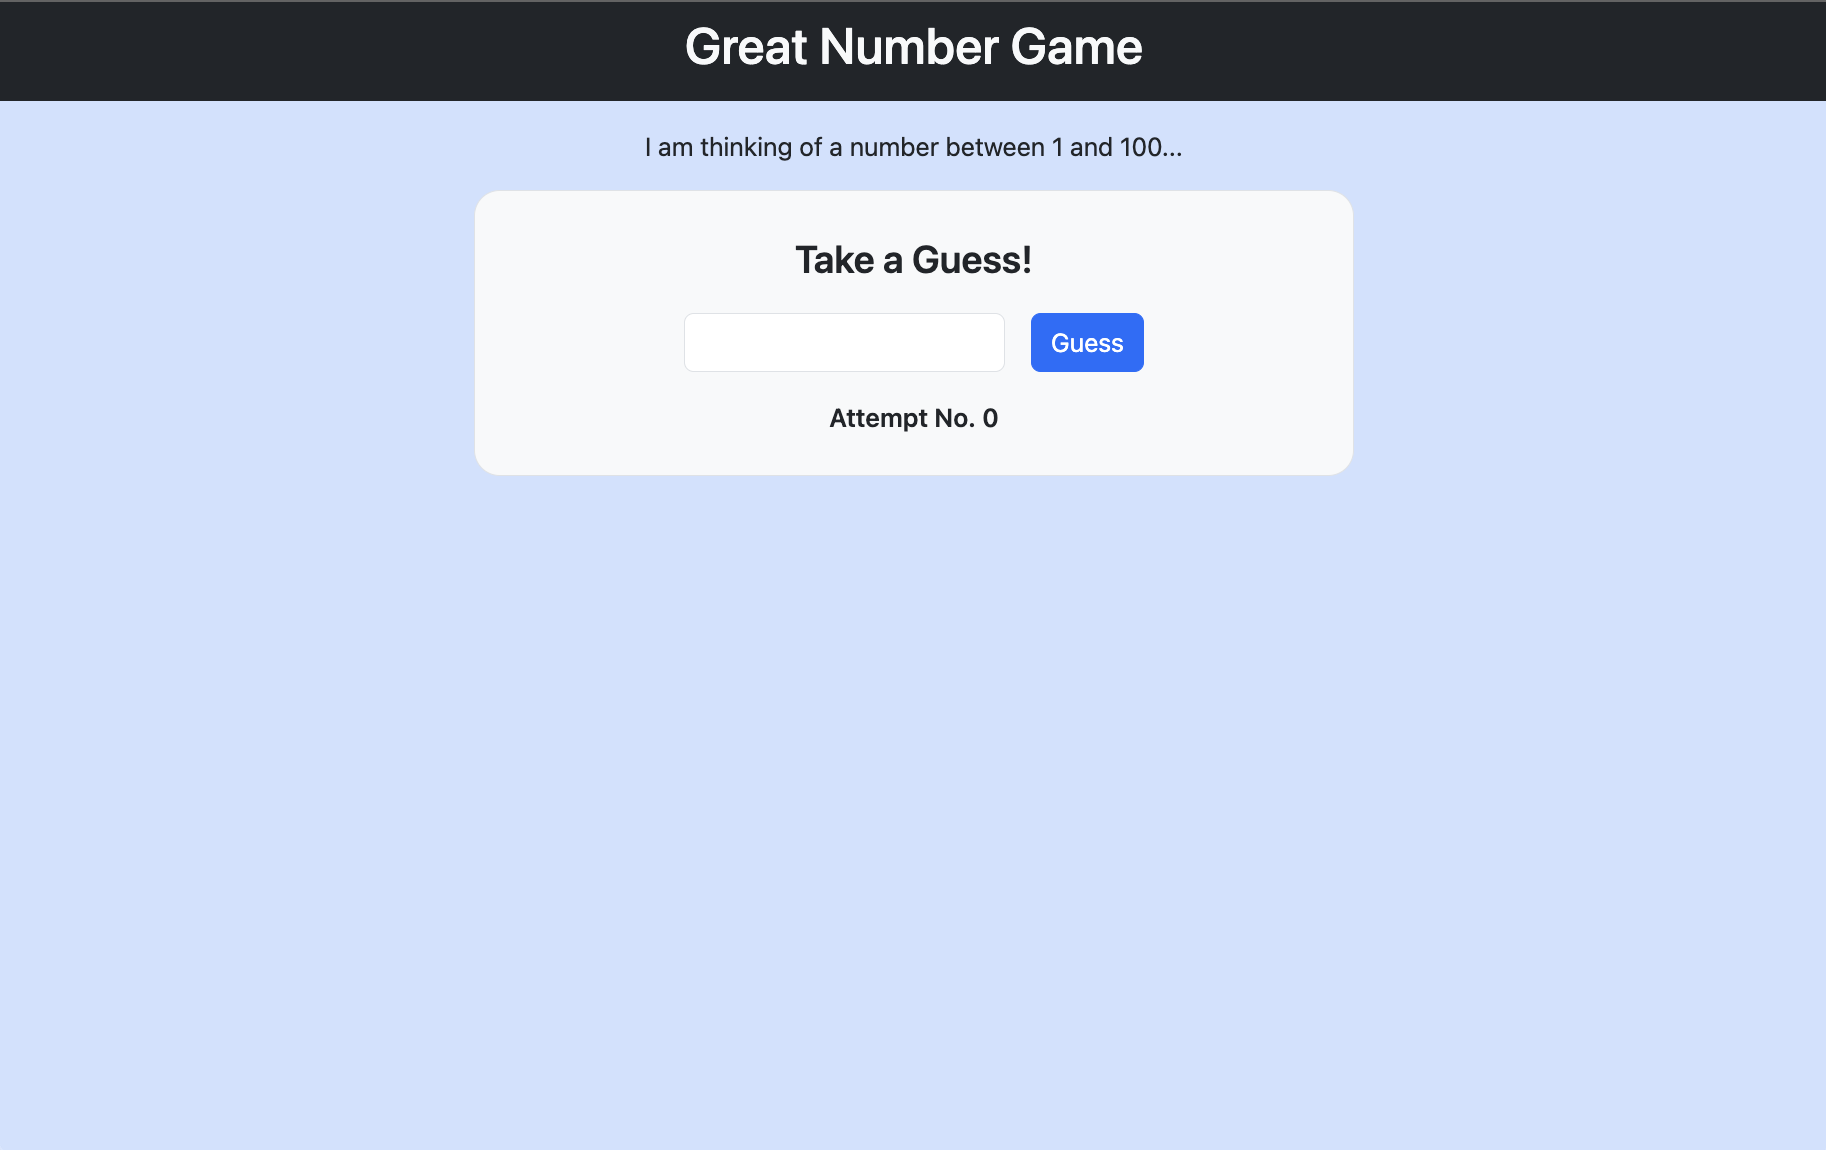 Great Number Game
I am thinking of a number between 1 and 100...
Take a Guess!
Guess
Attempt No. 0